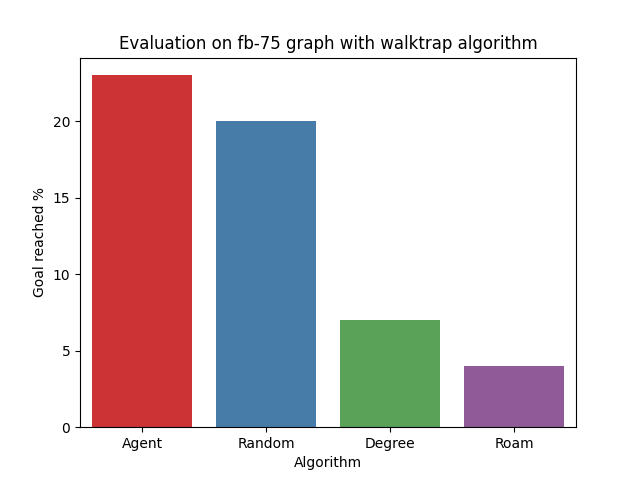 Evaluation on fb-75 graph with walktrap algorithm
Goal reached %
20
15
10
5
0
Agent Random Degree Roam
Algorithm